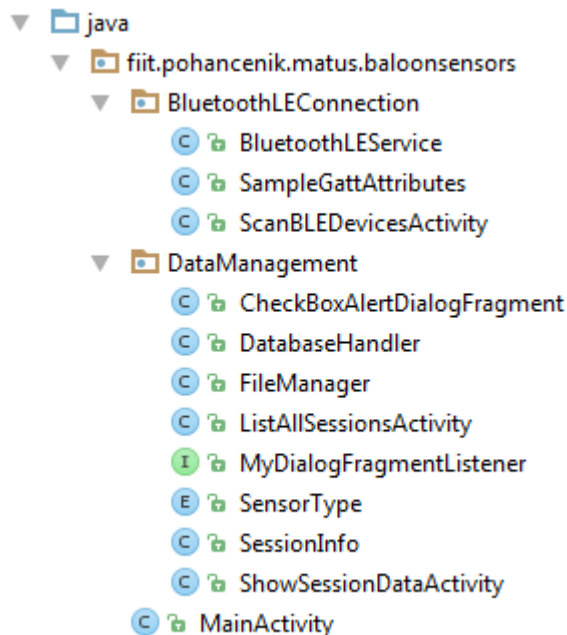 java
fiit.pohancenik.matus.baloonsensors
BluetoothLEConnection
C BluetoothLEService
C SampleGattAttributes
C ScanBLEDevicesActivity
DataManagement
C CheckBoxAlertDialogFragment
C DatabaseHandler
C FileManager
C ListAllSessionsActivity
I MyDialogFragmentListener
E SensorType
C SessionInfo
C ShowSessionDataActivity
C MainActivity